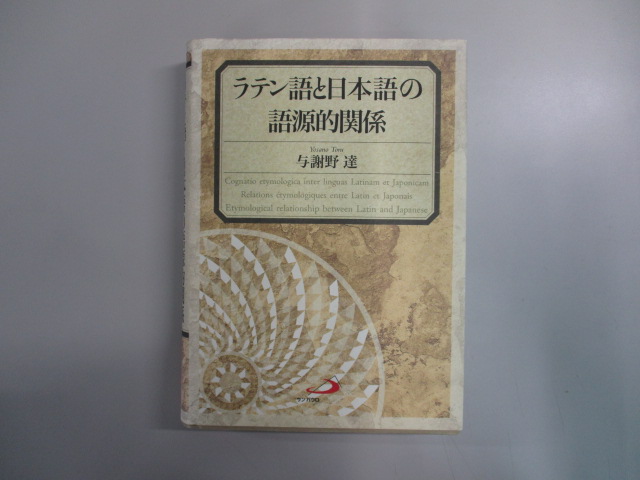 ラテン語と日本語の
語源的関係
Yosano Toru
与謝野 達
Cognatio etymologica inter linguas Latinam et Japonicam
Relations étymologiques entre Latin et Japonais
Etymological relationship between Latin and Japanese
サンパウロ